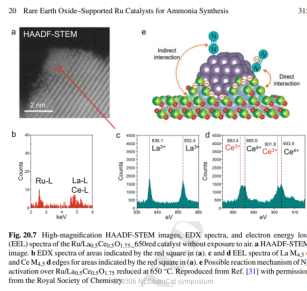 20 Rare Earth Oxide–Supported Ru Catalysts for Ammonia Synthesis
31
a
HAADF-STEM
2 nm
e
Indirect
interaction
N
N
Direct
interaction
b
Ru-L
La-L
Ce-L
keV
c
La³⁺
La³⁺
eV
d
Ce³⁺
Ce⁴⁺
Ce³⁺
Ce⁴⁺
eV
Fig. 20.7 High-magnification HAADF-STEM images, EDX spectra, and electron energy los
(EEL) spectra of the Ru/La0.5Ce0.5O1.75_650red catalyst without exposure to air. a HAADF-STEM
image. b EDX spectra of areas indicated by the red square in (a). c and d EEL spectra of La M4,5 c
and Ce M4,5 d edges for areas indicated by the red square in (a). e Possible reaction mechanism of N
activation over Ru/La0.5Ce0.5O1.75 reduced at 650 °C. Reproduced from Ref. [31] with permission
from the Royal Society of Chemistry
NEChemCat symposium